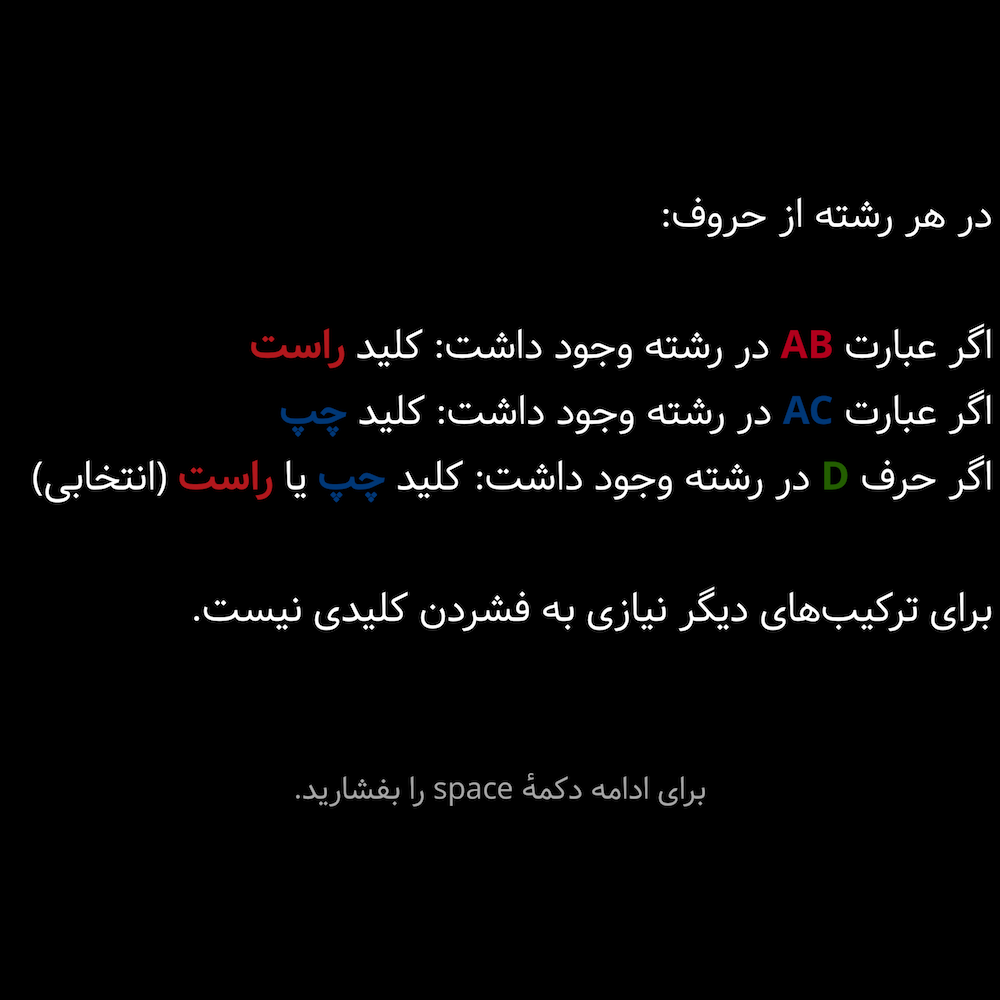 در هر رشته از حروف:
اگر عبارت AB در رشته وجود داشت: کلید راست
اگر عبارت AC در رشته وجود داشت: کلید چپ
اگر حرف D در رشته وجود داشت: کلید چپ یا راست (انتخابی)
برای ترکیب‌های دیگر نیازی به فشردن کلیدی نیست.
برای ادامه دکمهٔ space را بفشارید.